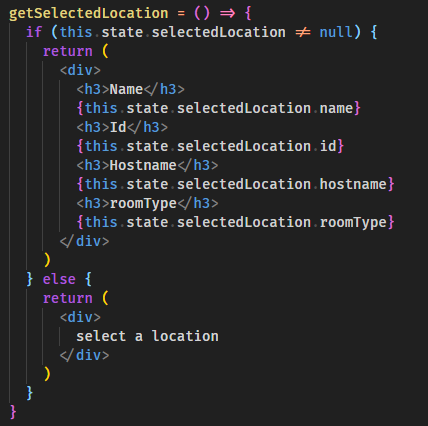 getSelectedLocation = () => {
if (this.state.selectedLocation != null) {
return (
<div>
<h3>Name</h3>
{this.state.selectedLocation.name}
<h3>Id</h3>
{this.state.selectedLocation.id}
<h3>Hostname</h3>
{this.state.selectedLocation.hostname}
<h3>roomType</h3>
{this.state.selectedLocation.roomType}
</div>
)
} else {
return (
<div>
select a location
</div>
)
}
}